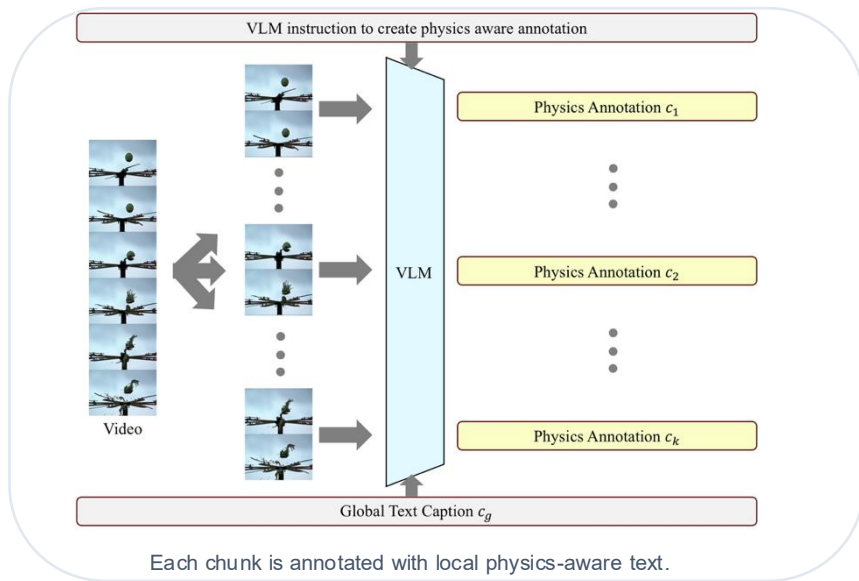 VLM instruction to create physics aware annotation
Physics Annotation c₁
Physics Annotation c₂
VLM
Physics Annotation cₖ
Video
Global Text Caption c_g
Each chunk is annotated with local physics-aware text.